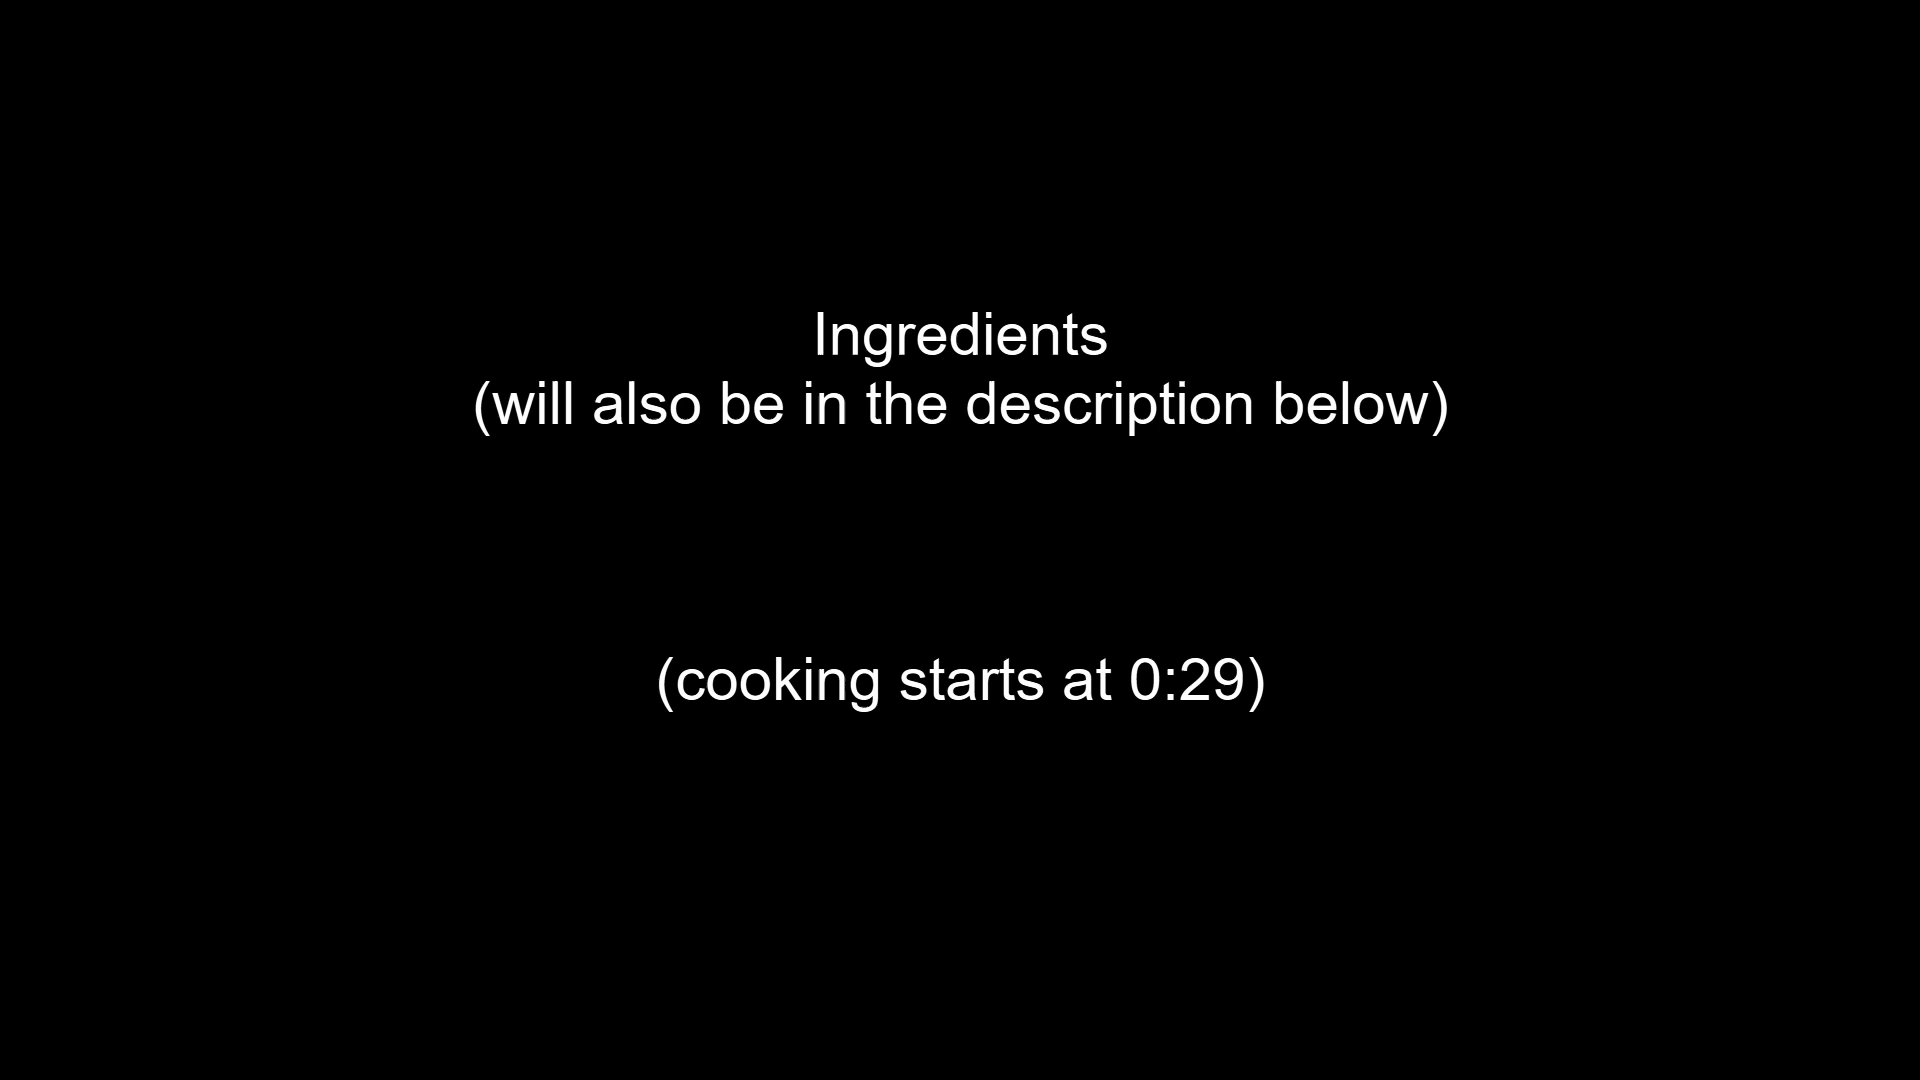 Ingredients
(will also be in the description below)
(cooking starts at 0:29)